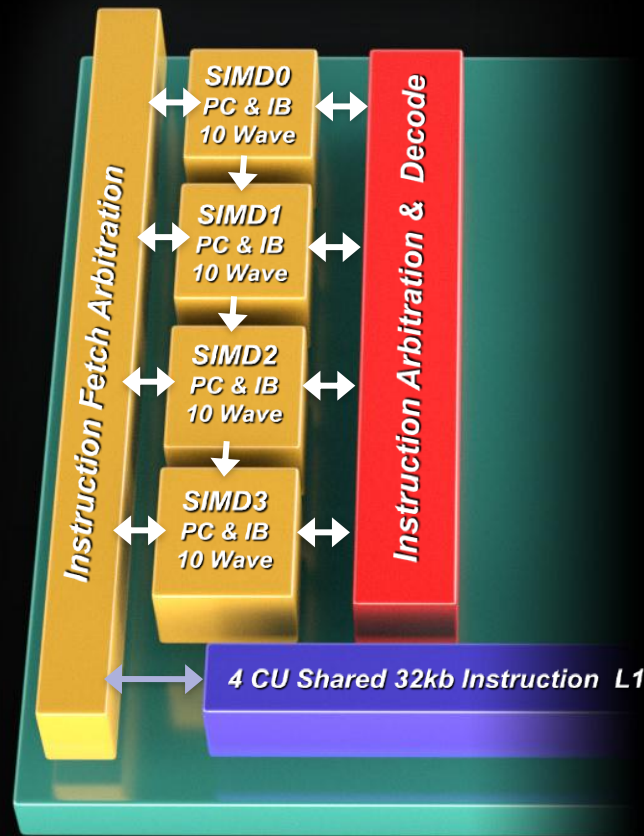 Instruction Fetch Arbitration
SIMD0
PC & IB
10 Wave
SIMD1
PC & IB
10 Wave
SIMD2
PC & IB
10 Wave
SIMD3
PC & IB
10 Wave
Instruction Arbitration & Decode
4 CU Shared 32kb Instruction L1